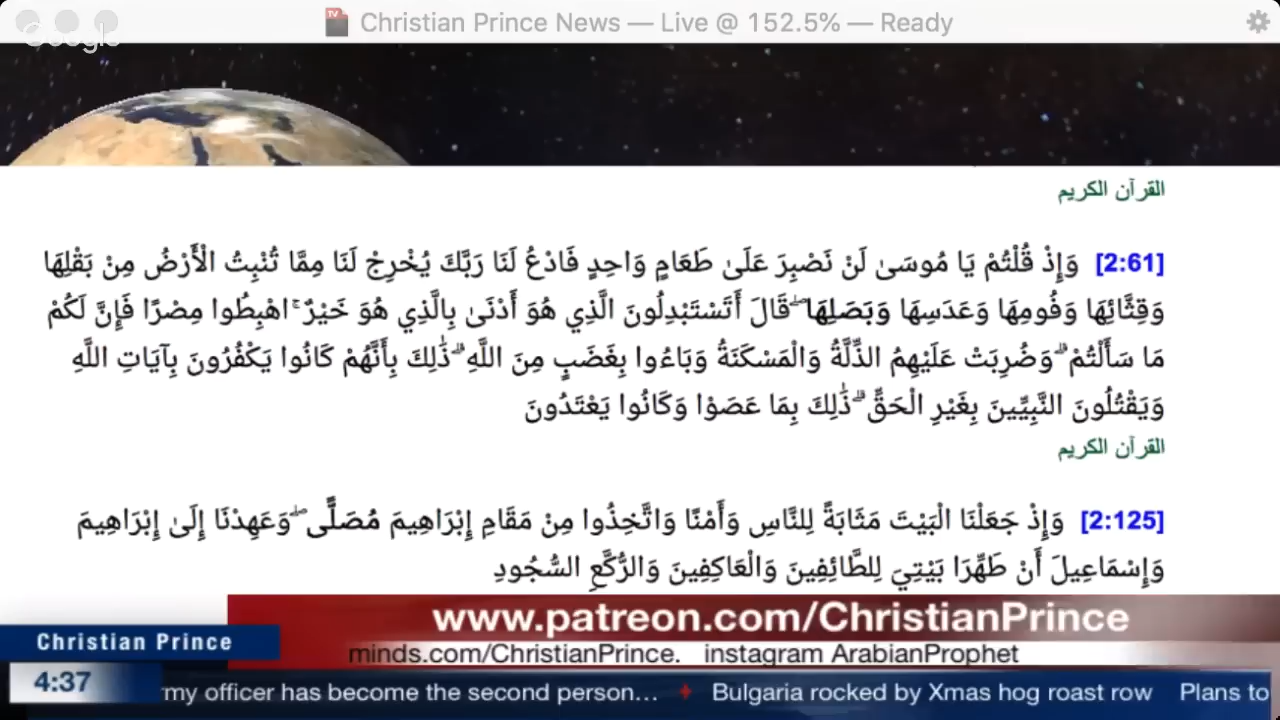 Christian Prince News — Live @ 152.5% — Ready
Google
القرآن الكريم
[2:61] وَإِذْ قُلْتُمْ يَا مُوسَىٰ لَنْ نَصْبِرَ عَلَىٰ طَعَامٍ وَاحِدٍ فَادْعُ لَنَا رَبَّكَ يُخْرِجْ لَنَا مِمَّا تُنْبِتُ الْأَرْضُ مِنْ بَقْلِهَا
وَقِثَّائِهَا وَفُومِهَا وَعَدَسِهَا وَبَصَلِهَا ۖ قَالَ أَتَسْتَبْدِلُونَ الَّذِي هُوَ أَدْنَىٰ بِالَّذِي هُوَ خَيْرٌ ۚ اهْبِطُوا مِصْرًا فَإِنَّ لَكُمْ
مَا سَأَلْتُمْ ۗ وَضُرِبَتْ عَلَيْهِمُ الذِّلَّةُ وَالْمَسْكَنَةُ وَبَاءُوا بِغَضَبٍ مِنَ اللَّهِ ۗ ذَٰلِكَ بِأَنَّهُمْ كَانُوا يَكْفُرُونَ بِآيَاتِ اللَّهِ
وَيَقْتُلُونَ النَّبِيِّينَ بِغَيْرِ الْحَقِّ ۗ ذَٰلِكَ بِمَا عَصَوْا وَكَانُوا يَعْتَدُونَ
القرآن الكريم
[2:125] وَإِذْ جَعَلْنَا الْبَيْتَ مَثَابَةً لِلنَّاسِ وَأَمْنًا وَاتَّخِذُوا مِنْ مَقَامِ إِبْرَاهِيمَ مُصَلًّى ۖ وَعَهِدْنَا إِلَىٰ إِبْرَاهِيمَ
وَإِسْمَاعِيلَ أَنْ طَهِّرَا بَيْتِيَ لِلطَّائِفِينَ وَالْعَاكِفِينَ وَالرُّكَّعِ السُّجُودِ
www.patreon.com/ChristianPrince
Christian Prince
minds.com/ChristianPrince. instagram ArabianProphet
4:37
my officer has become the second person... Bulgaria rocked by Xmas hog roast row Plans to